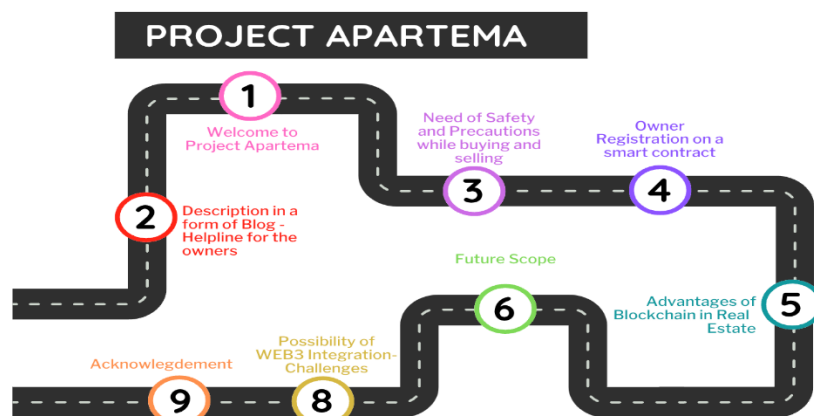 PROJECT APARTEMA
1
Welcome to
Project Apartema
2
Description in a
form of Blog -
Helpline for the
owners
Need of Safety
and Precautions
while buying and
selling
3
Owner
Registration on a
smart contract
4
Advantages of
Blockchain in Real
Estate
5
Future Scope
6
Possibility of
WEB3 Integration-
Challenges
8
Acknowlegdement
9